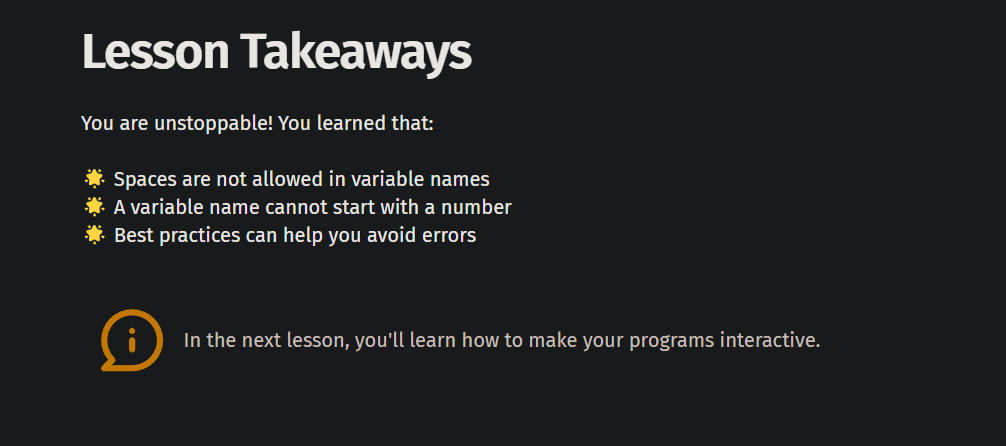 Lesson Takeaways
You are unstoppable! You learned that:
🌟 Spaces are not allowed in variable names
🌟 A variable name cannot start with a number
🌟 Best practices can help you avoid errors
In the next lesson, you'll learn how to make your programs interactive.